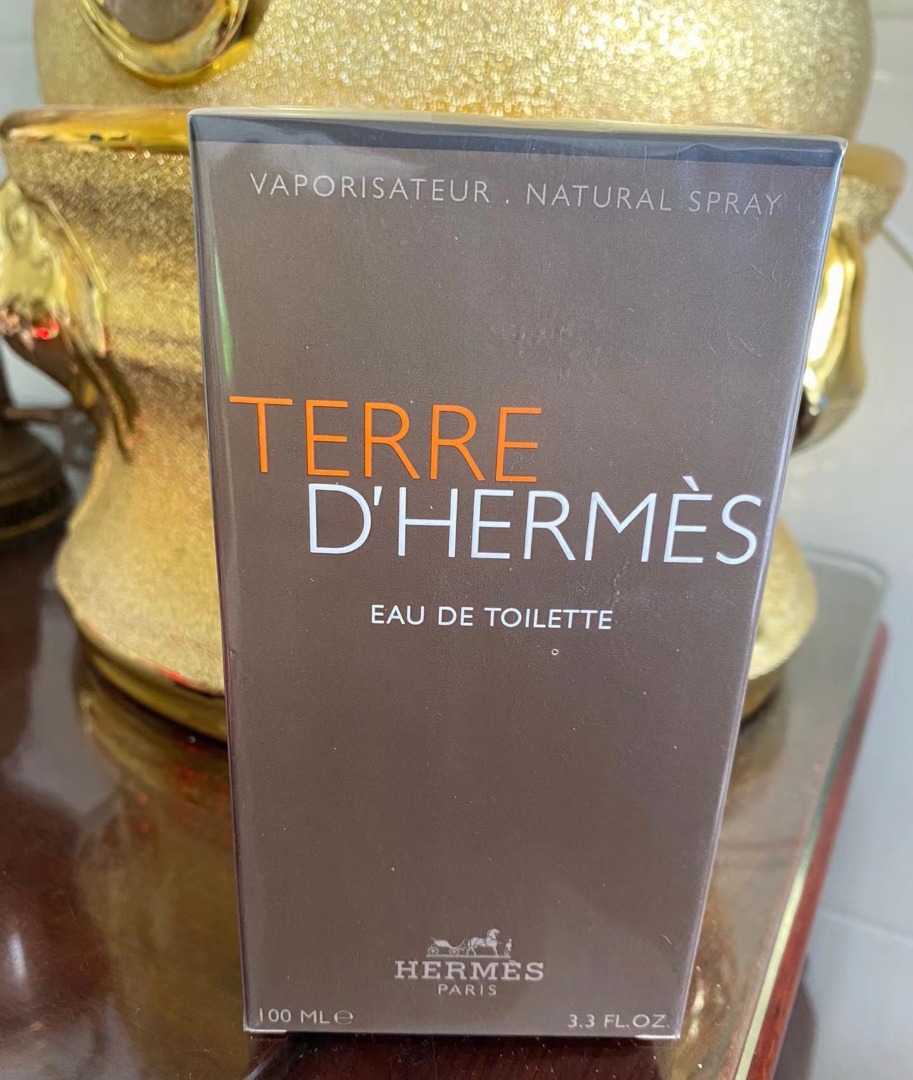 VAPORISATEUR . NATURAL SPRAY
TERRE
D'HERMÈS
EAU DE TOILETTE
HERMÈS
PARIS
100 ML℮
3.3 FL.OZ.